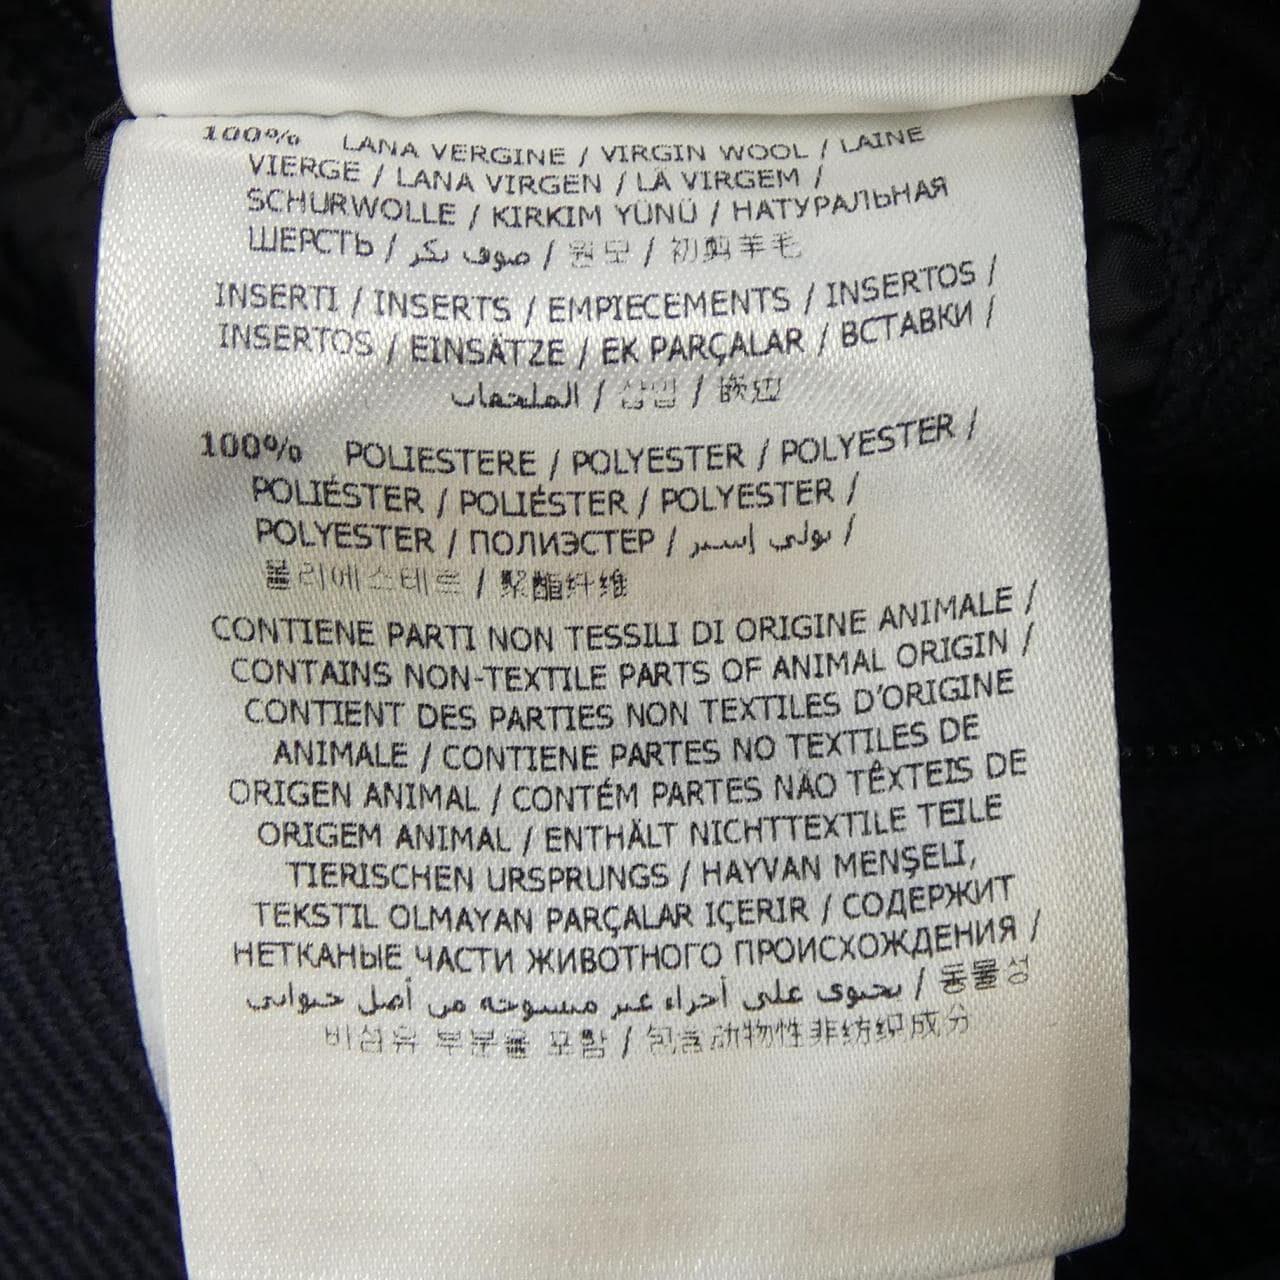 100% LANA VERGINE / VIRGIN WOOL / LAINE
VIERGE / LANA VIRGEN / LÃ VIRGEM /
SCHURWOLLE / KIRKIM YÜNÜ / НАТУРАЛЬНАЯ
ШЕРСТЬ / صوف بكر / 원모 / 初剪羊毛
INSERTI / INSERTS / EMPIECEMENTS / INSERTOS /
INSERTOS / EINSÄTZE / EK PARÇALAR / ВСТАВКИ /
الملحقات / 삽입 / 嵌边
100% POLIESTERE / POLYESTER / POLYESTER /
POLIÉSTER / POLIÉSTER / POLYESTER /
POLYESTER / ПОЛИЭСТЕР / بولي إستر /
폴리에스테르 / 聚酯纤维
CONTIENE PARTI NON TESSILI DI ORIGINE ANIMALE /
CONTAINS NON-TEXTILE PARTS OF ANIMAL ORIGIN /
CONTIENT DES PARTIES NON TEXTILES D'ORIGINE
ANIMALE / CONTIENE PARTES NO TEXTILES DE
ORIGEN ANIMAL / CONTÉM PARTES NÃO TÊXTEIS DE
ORIGEM ANIMAL / ENTHÄLT NICHTTEXTILE TEILE
TIERISCHEN URSPRUNGS / HAYVAN MENŞELI,
TEKSTIL OLMAYAN PARÇALAR IÇERIR / СОДЕРЖИТ
НЕТКАНЫЕ ЧАСТИ ЖИВОТНОГО ПРОИСХОЖДЕНИЯ /
يحتوي على أجزاء غير منسوجة من أصل حيواني / 동물성
비섬유 부분을 포함 / 包含动物性非纺织成分